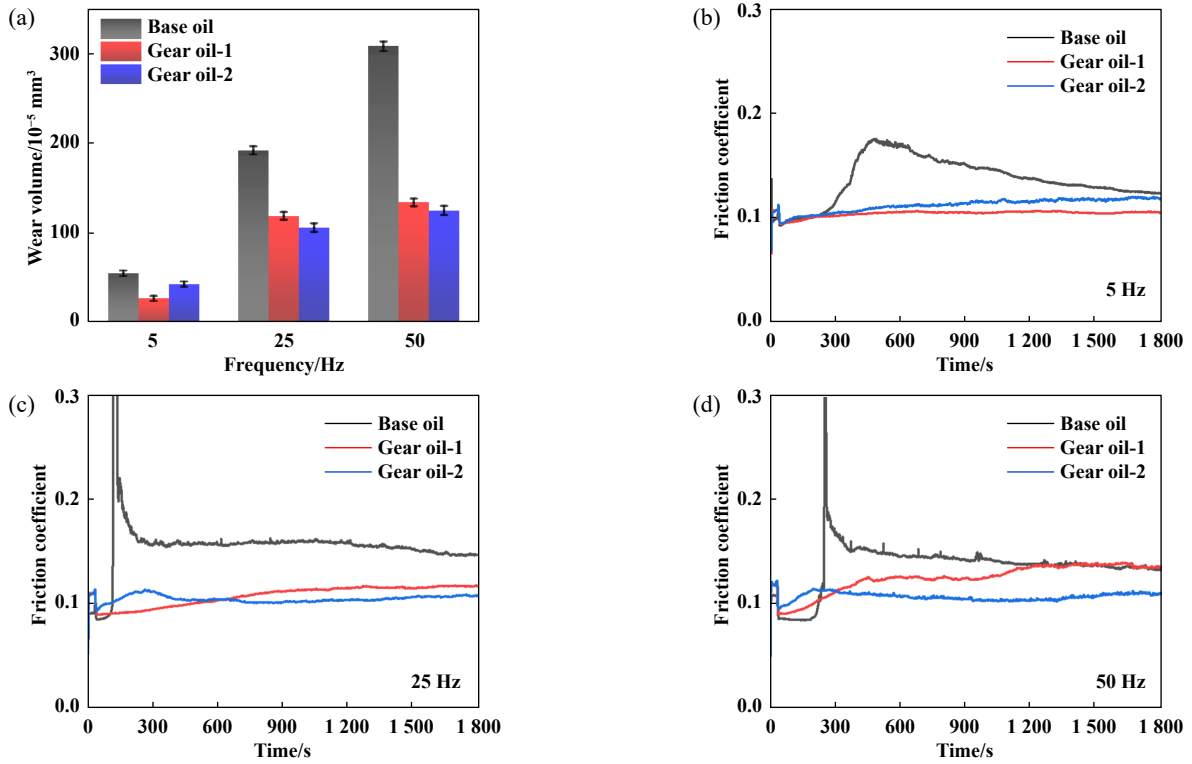 (a)
Wear volume/10⁻⁵ mm³
300
200
100
0
Base oil
Gear oil-1
Gear oil-2
5
25
50
Frequency/Hz
(b)
Friction coefficient
0.3
0.2
0.1
0.0
Base oil
Gear oil-1
Gear oil-2
5 Hz
0
300
600
900
1 200
1 500
1 800
Time/s
(c)
Friction coefficient
0.3
0.2
0.1
0.0
Base oil
Gear oil-1
Gear oil-2
25 Hz
0
300
600
900
1 200
1 500
1 800
Time/s
(d)
Friction coefficient
0.3
0.2
0.1
0.0
Base oil
Gear oil-1
Gear oil-2
50 Hz
0
300
600
900
1 200
1 500
1 800
Time/s